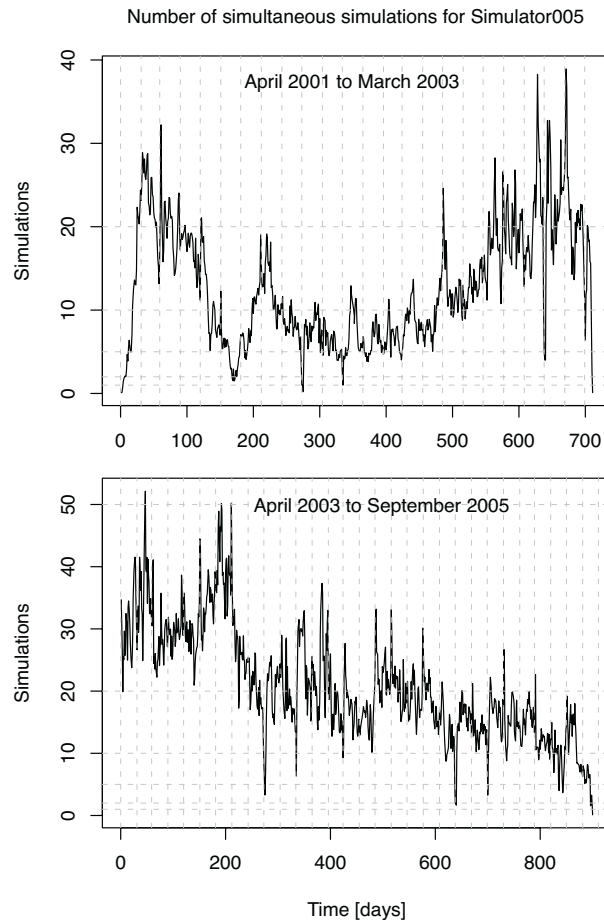 Number of simultaneous simulations for Simulator005
April 2001 to March 2003
40
30
20
10
0
Simulations
0 100 200 300 400 500 600 700
April 2003 to September 2005
50
40
30
20
10
0
Simulations
0 200 400 600 800
Time [days]